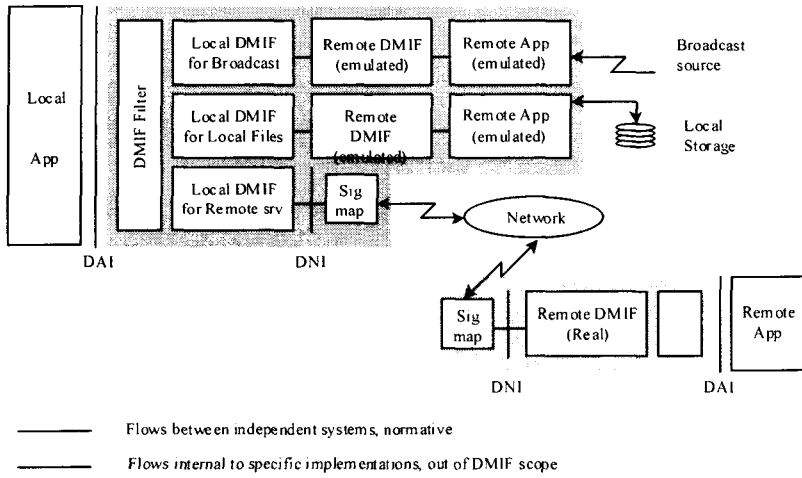 Local
App
DMIF Filter
Local DMIF
for Broadcast
Remote DMIF
(emulated)
Remote App
(emulated)
Broadcast
source
Local DMIF
for Local Files
Remote
DMIF
(emulated)
Remote App
(emulated)
Local
Storage
Local DMIF
for Remote srv
Sig
map
Network
DAI
DNI
Sig
map
Remote DMIF
(Real)
Remote
App
DNI
DAI
Flows between independent systems, normative
Flows internal to specific implementations, out of DMIF scope